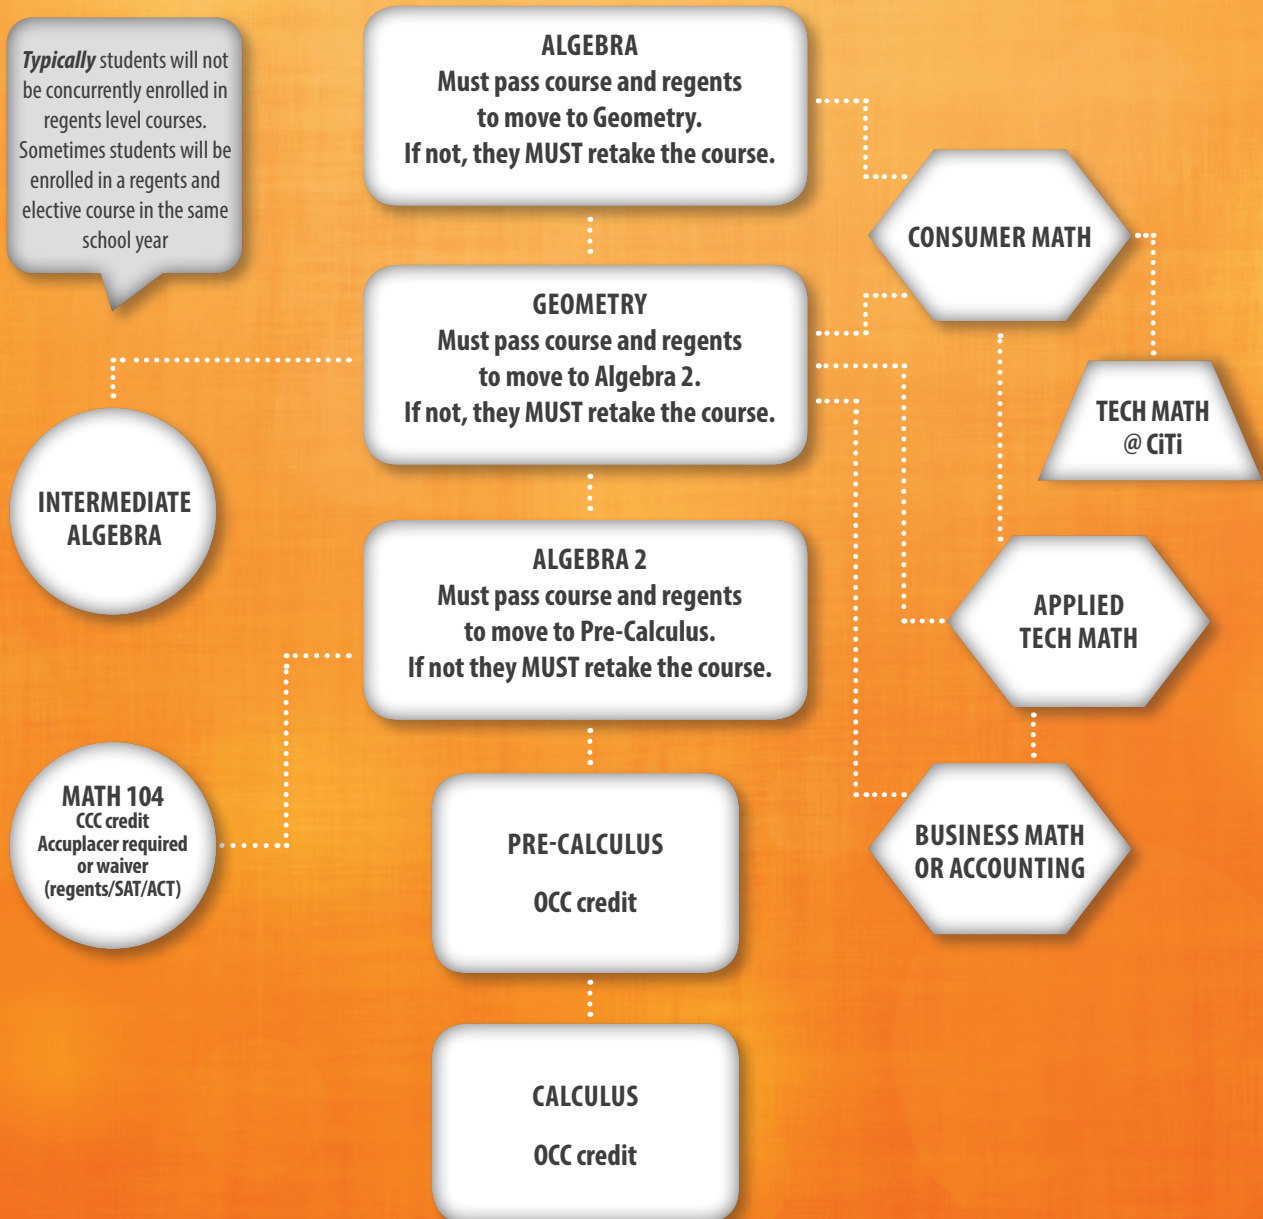 Typically students will not
be concurrently enrolled in
regents level courses.
Sometimes students will be
enrolled in a regents and
elective course in the same
school year
ALGEBRA
Must pass course and regents
to move to Geometry.
If not, they MUST retake the course.
CONSUMER MATH
GEOMETRY
Must pass course and regents
to move to Algebra 2.
If not, they MUST retake the course.
TECH MATH
@ CiTi
INTERMEDIATE
ALGEBRA
ALGEBRA 2
Must pass course and regents
to move to Pre-Calculus.
If not they MUST retake the course.
APPLIED
TECH MATH
MATH 104
CCC credit
Accuplacer required
or waiver
(regents/SAT/ACT)
PRE-CALCULUS
OCC credit
BUSINESS MATH
OR ACCOUNTING
CALCULUS
OCC credit